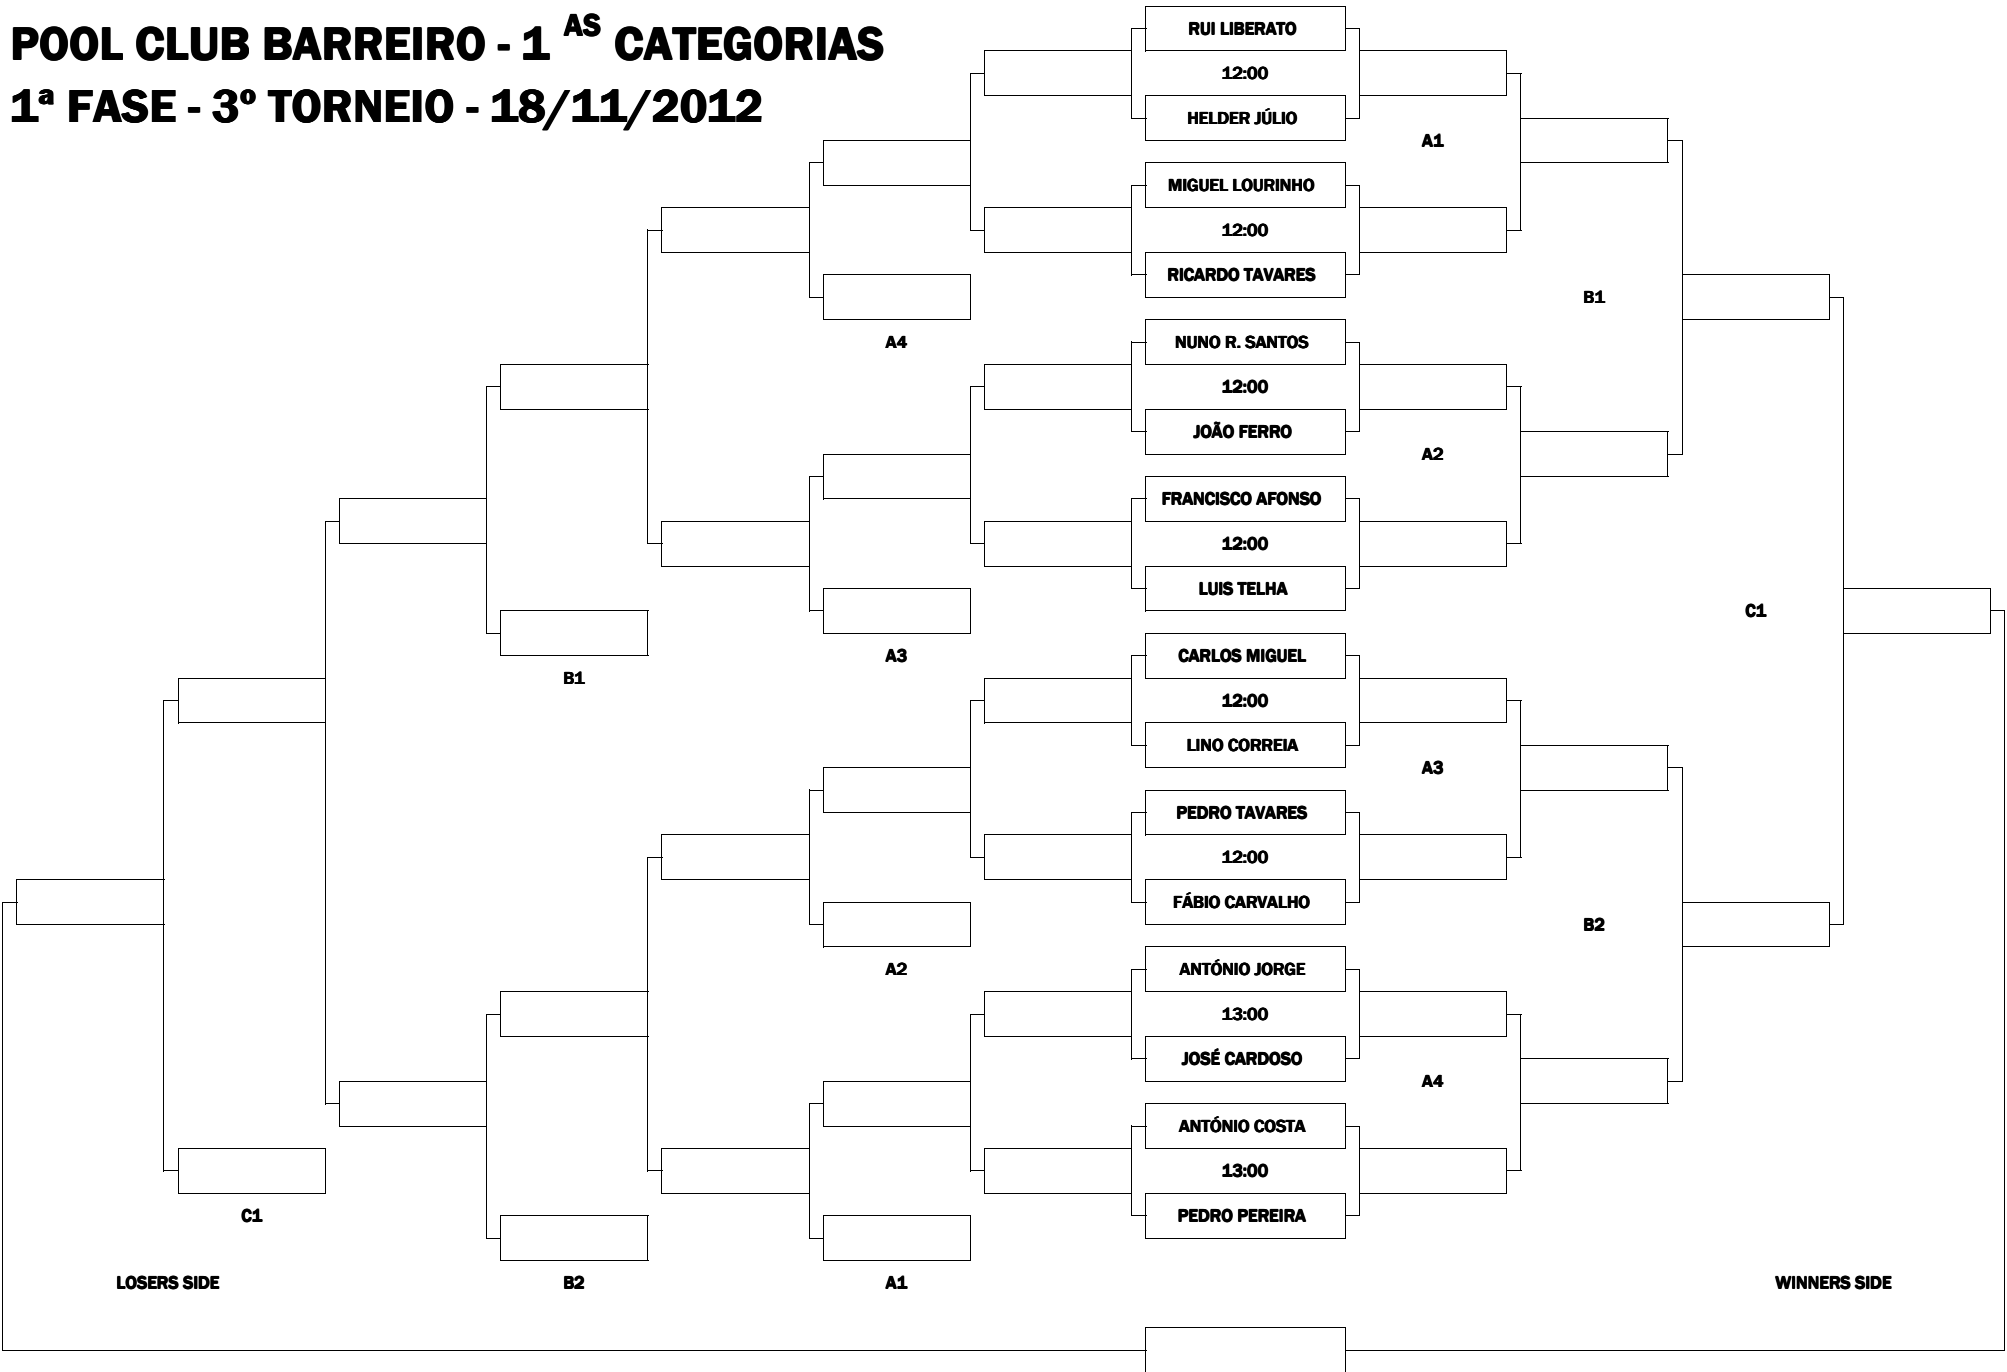 POOL CLUB BARREIRO - 1 AS CATEGORIAS
1ª FASE - 3º TORNEIO - 18/11/2012
RUI LIBERATO
12:00
HELDER JÚLIO
A1
MIGUEL LOURINHO
12:00
RICARDO TAVARES
B1
A4
NUNO R. SANTOS
12:00
JOÃO FERRO
A2
FRANCISCO AFONSO
12:00
LUIS TELHA
C1
B1
A3
CARLOS MIGUEL
12:00
LINO CORREIA
A3
PEDRO TAVARES
12:00
FÁBIO CARVALHO
B2
A2
ANTÓNIO JORGE
13:00
JOSÉ CARDOSO
A4
ANTÓNIO COSTA
13:00
PEDRO PEREIRA
C1
LOSERS SIDE
B2
A1
WINNERS SIDE